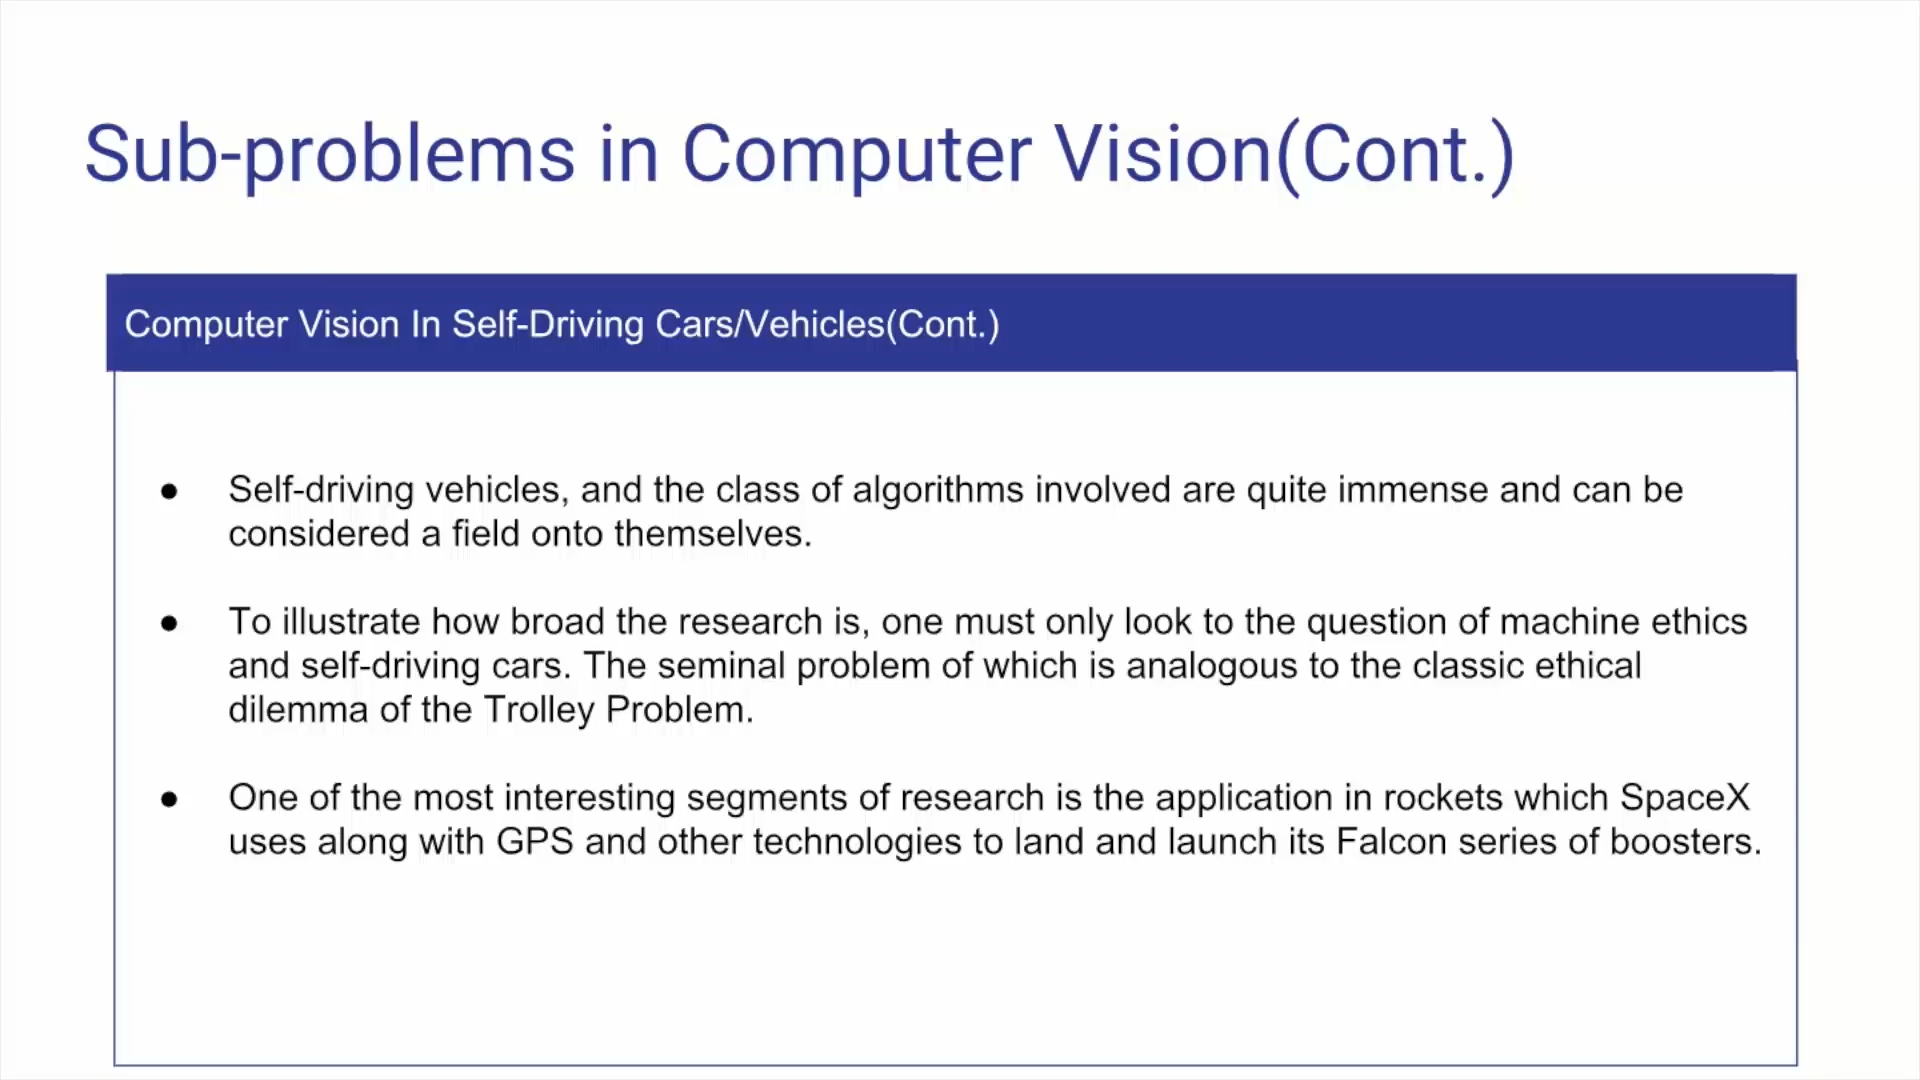 Sub-problems in Computer Vision(Cont.)
Computer Vision In Self-Driving Cars/Vehicles(Cont.)
● Self-driving vehicles, and the class of algorithms involved are quite immense and can be
considered a field onto themselves.
● To illustrate how broad the research is, one must only look to the question of machine ethics
and self-driving cars. The seminal problem of which is analogous to the classic ethical
dilemma of the Trolley Problem.
● One of the most interesting segments of research is the application in rockets which SpaceX
uses along with GPS and other technologies to land and launch its Falcon series of boosters.